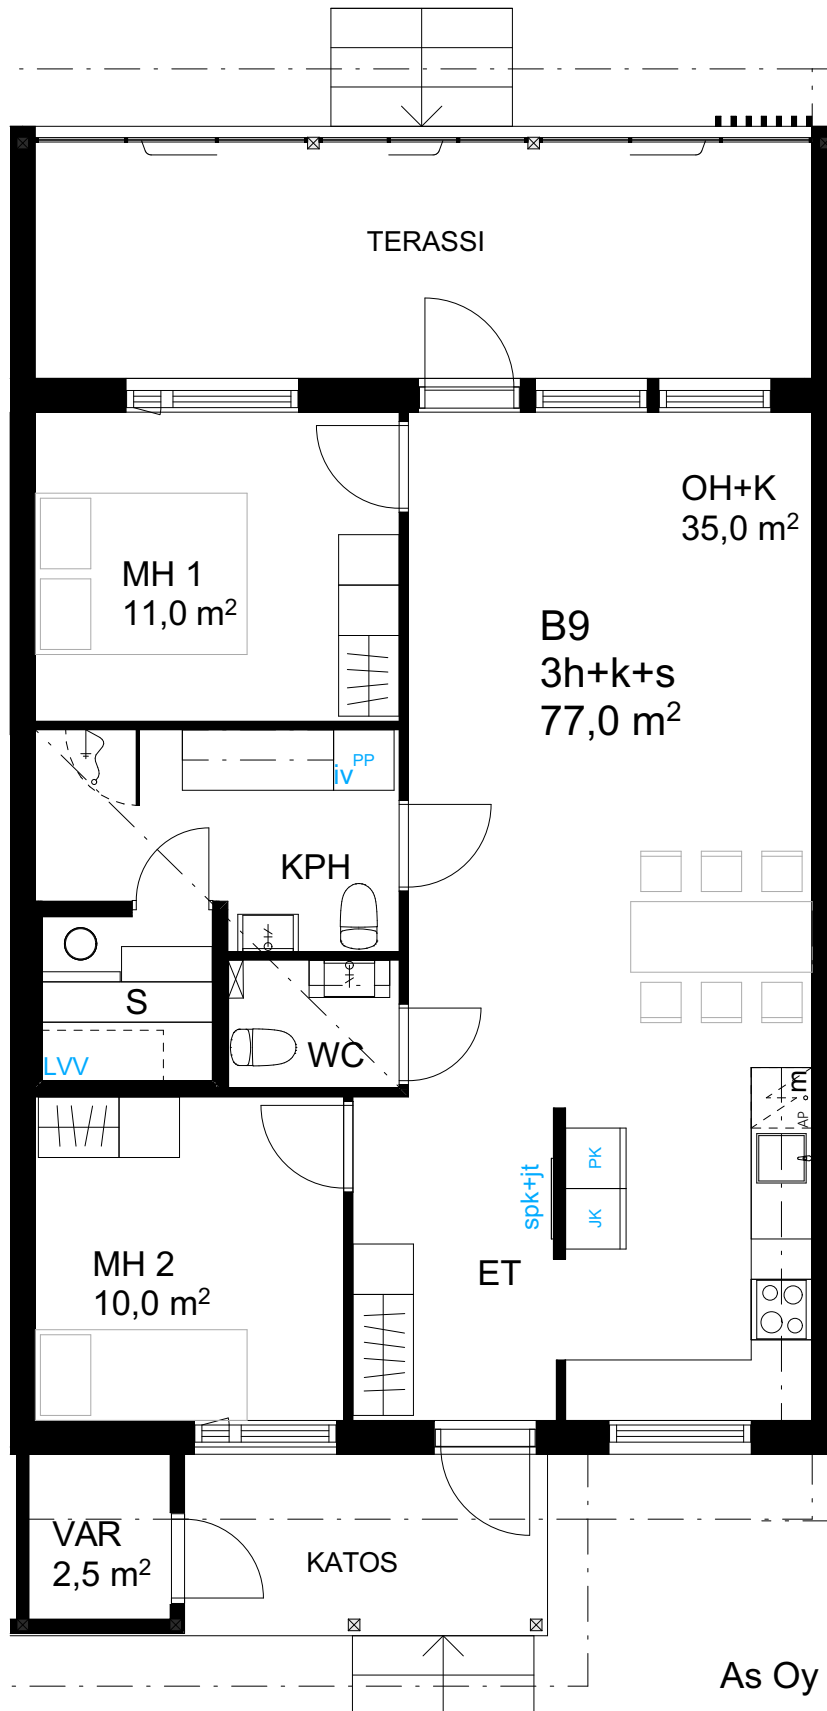 TERASSI
OH+K
35,0 m²
MH 1
11,0 m²
B9
3h+k+s
77,0 m²
iv
PP
KPH
S
LVV
WC
m
AP
PK
JK
spk+jt
ET
MH 2
10,0 m²
VAR
2,5 m²
KATOS
As Oy